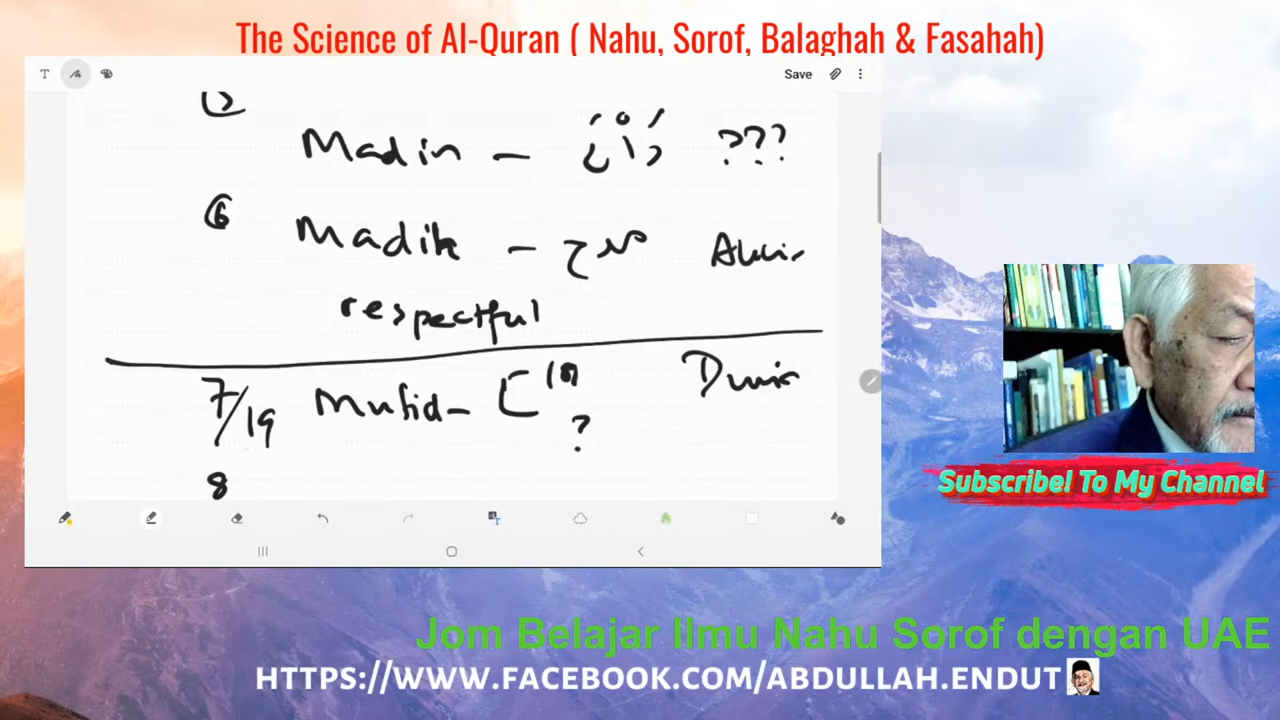 The Science of Al-Quran ( Nahu, Sorof, Balaghah & Fasahah)
T Save
Madin – ???
6
Madih –
respectful
7/19 Mufid – ?
8
Subscribe! To My Channel
Jom Belajar Ilmu Nahu Sorof dengan UAE
HTTPS://WWW.FACEBOOK.COM/ABDULLAH.ENDUT